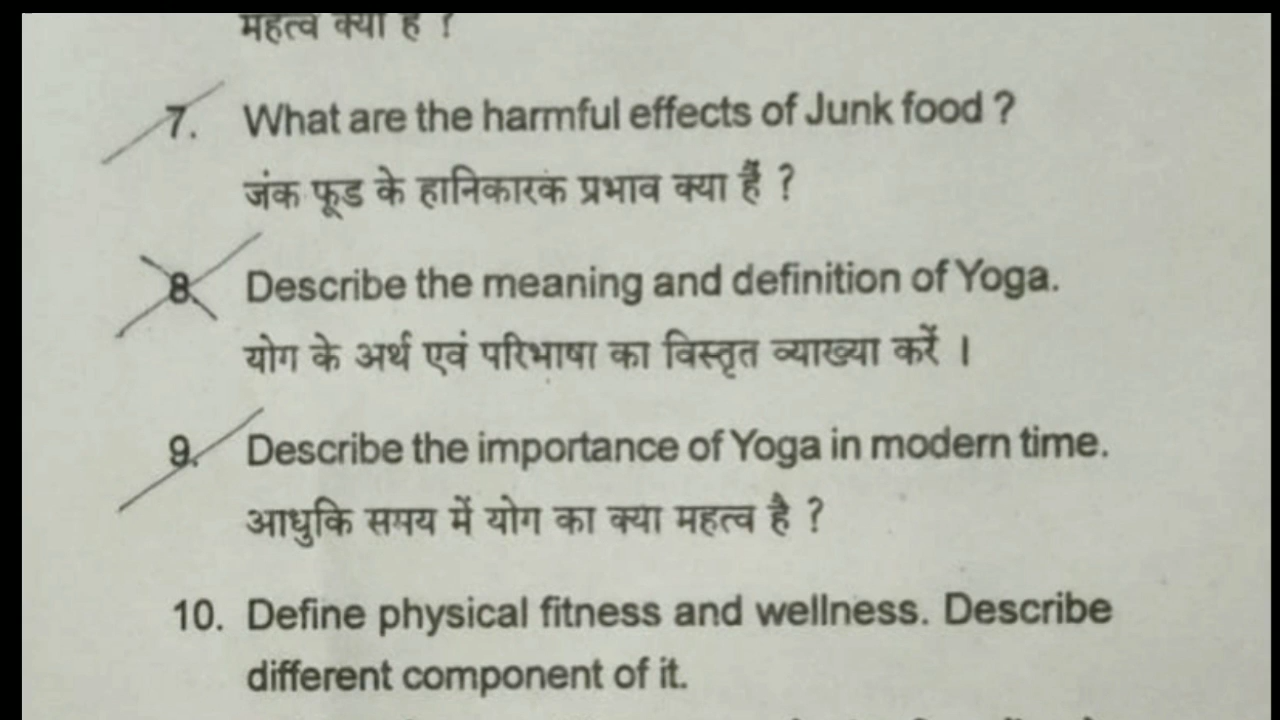 महत्व क्या है ?
7. What are the harmful effects of Junk food ?
जंक फूड के हानिकारक प्रभाव क्या हैं ?
8. Describe the meaning and definition of Yoga.
योग के अर्थ एवं परिभाषा का विस्तृत व्याख्या करें ।
9. Describe the importance of Yoga in modern time.
आधुकि समय में योग का क्या महत्व है ?
10. Define physical fitness and wellness. Describe
different component of it.